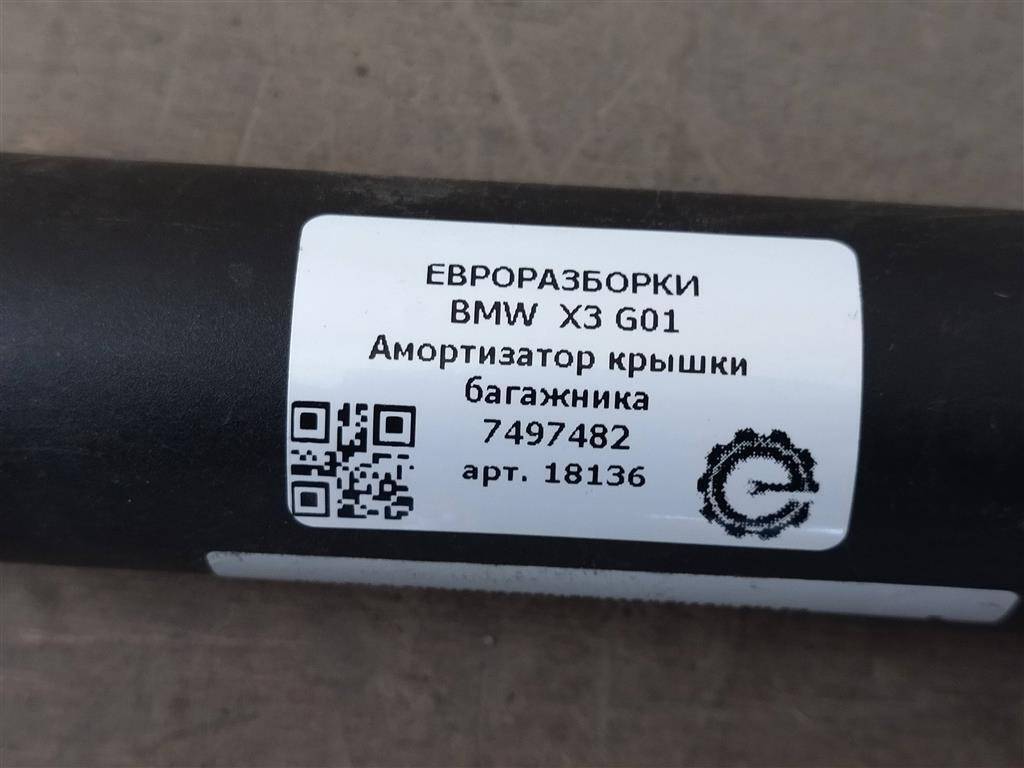 ЕВРОРАЗБОРКИ
BMW X3 G01
Амортизатор крышки
багажника
7497482
арт. 18136